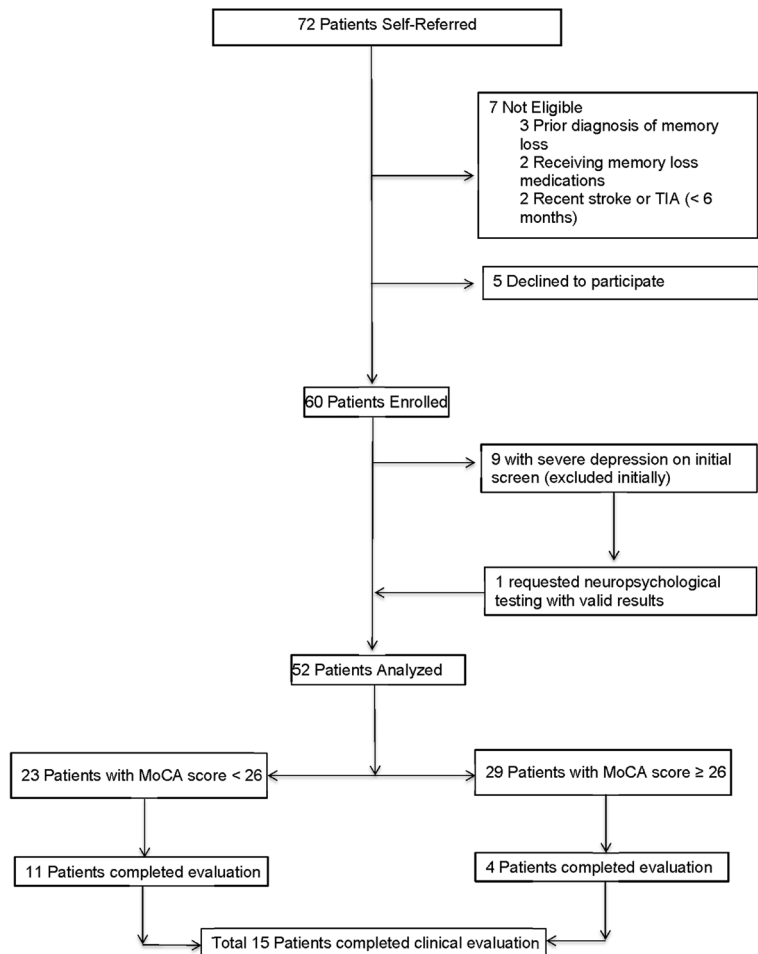 72 Patients Self-Referred
7 Not Eligible
3 Prior diagnosis of memory
loss
2 Receiving memory loss
medications
2 Recent stroke or TIA (< 6
months)
5 Declined to participate
60 Patients Enrolled
9 with severe depression on initial
screen (excluded initially)
1 requested neuropsychological
testing with valid results
52 Patients Analyzed
23 Patients with MoCA score < 26
29 Patients with MoCA score ≥ 26
11 Patients completed evaluation
4 Patients completed evaluation
Total 15 Patients completed clinical evaluation